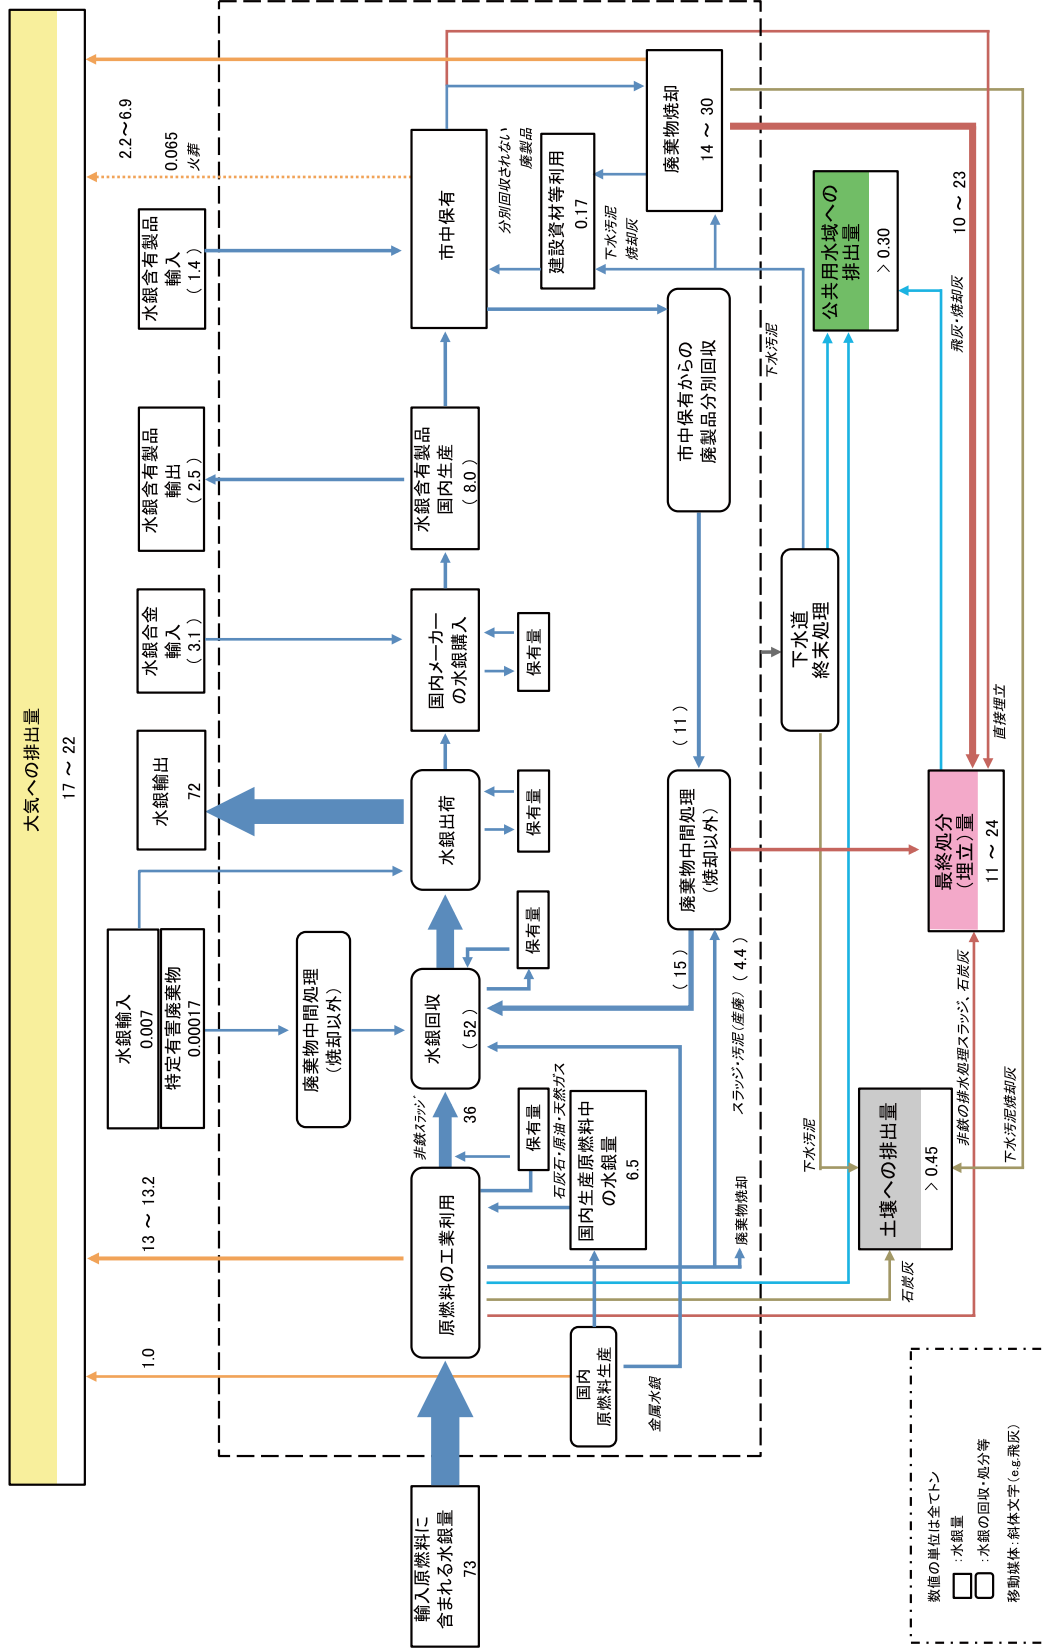 大気への排出量
17 ～ 22
1.0
13 ～ 13.2
0.065
火葬
2.2～6.9
水銀輸入
0.007
特定有害廃棄物
0.00017
水銀輸出
72
水銀合金
輸入
( 3.1 )
水銀含有製品
輸出
( 2.5 )
水銀含有製品
輸入
( 1.4 )
廃棄物中間処理
(焼却以外)
輸入原燃料に
含まれる水銀量
73
原燃料の工業利用
非鉄スラッジ
36
水銀回収
( 52 )
水銀出荷
国内メーカー
の水銀購入
水銀含有製品
国内生産
( 8.0 )
市中保有
保有量
保有量
保有量
保有量
分別回収されない
廃製品
国内
原燃料生産
石灰石・原油・天然ガス
国内生産原燃料中
の水銀量
6.5
金属水銀
建設資材等利用
0.17
下水汚泥
焼却灰
廃棄物焼却
14 ～ 30
( 15 )
廃棄物中間処理
(焼却以外)
( 11 )
市中保有からの
廃製品分別回収
スラッジ・汚泥(産廃) ( 4.4 )
廃棄物焼却
下水汚泥
下水道
終末処理
下水汚泥
公共用水域への
排出量
> 0.30
土壌への排出量
> 0.45
石炭灰
最終処分
(埋立)量
11 ～ 24
非鉄の排水処理スラッジ、石炭灰
飛灰・焼却灰
10 ～ 23
直接埋立
下水汚泥焼却灰
数値の単位は全てトン
:水銀量
:水銀の回収・処分等
移動媒体:斜体文字(e.g.飛灰)